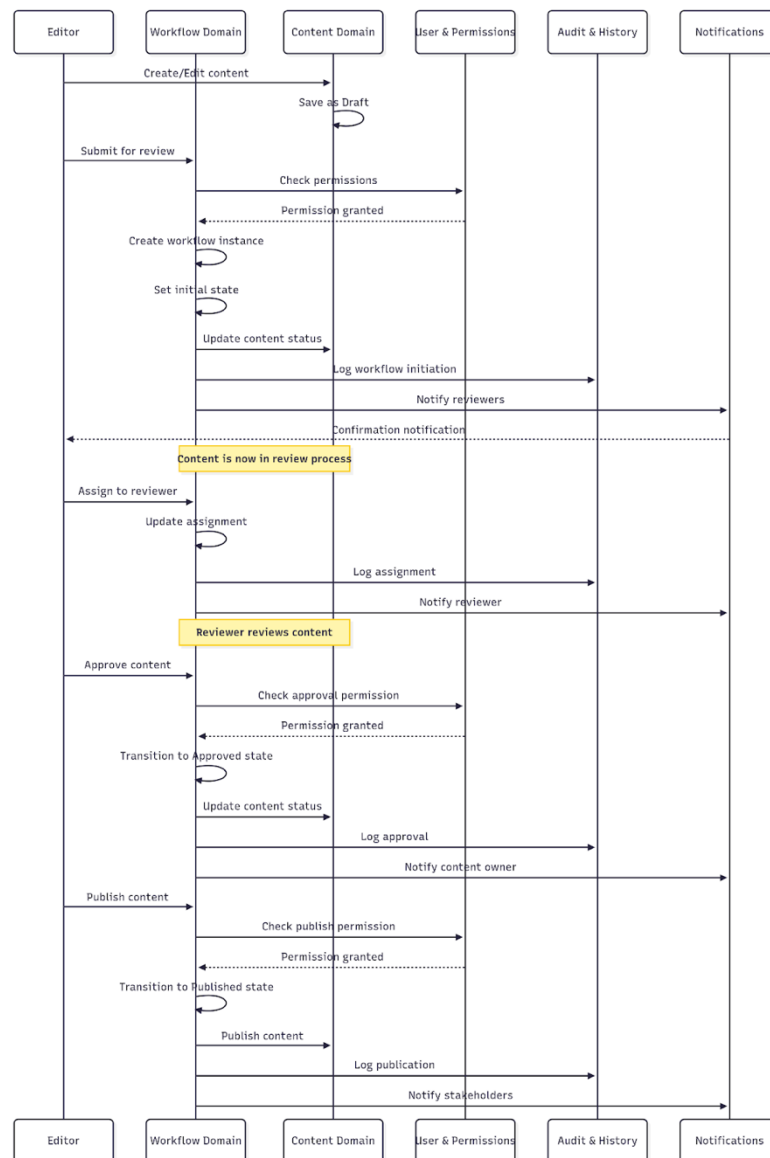 Editor
Workflow Domain
Content Domain
User & Permissions
Audit & History
Notifications
Create/Edit content
Save as Draft
Submit for review
Check permissions
Permission granted
Create workflow instance
Set initial state
Update content status
Log workflow initiation
Notify reviewers
Confirmation notification
Content is now in review process
Assign to reviewer
Update assignment
Log assignment
Notify reviewer
Reviewer reviews content
Approve content
Check approval permission
Permission granted
Transition to Approved state
Update content status
Log approval
Notify content owner
Publish content
Check publish permission
Permission granted
Transition to Published state
Publish content
Log publication
Notify stakeholders
Editor
Workflow Domain
Content Domain
User & Permissions
Audit & History
Notifications